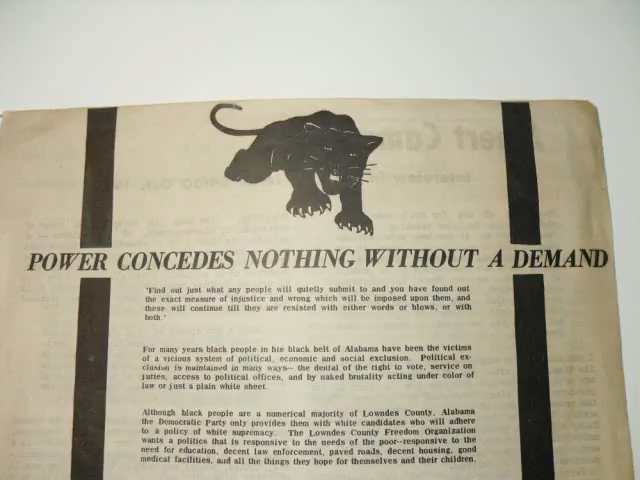 POWER CONCEDES NOTHING WITHOUT A DEMAND
'Find out just what any people will quietly submit to and you have found out
the exact measure of injustice and wrong which will be imposed upon them, and
these will continue till they are resisted with either words or blows, or with
both.'
For many years black people in hte black belt of Alabama have been the victims
of a vicious system of political, economic and social exclusion. Political ex-
clusion is maintained in many ways-- the denial of the right to vote, service on
juries, access to political offices, and by naked brutality acting under color of
law or just a plain white sheet.
Although black people are a numerical majority of Lowndes County, Alabama
the Democratic Party only provides them with white candidates who will adhere
to a policy of white supremacy. The Lowndes County Freedom Organization
wants a politics that is responsive to the needs of the poor--responsive to the
need for education, decent law enforcement, paved roads, decent housing, good
medical facilities, and all the things they hope for themselves and their children.